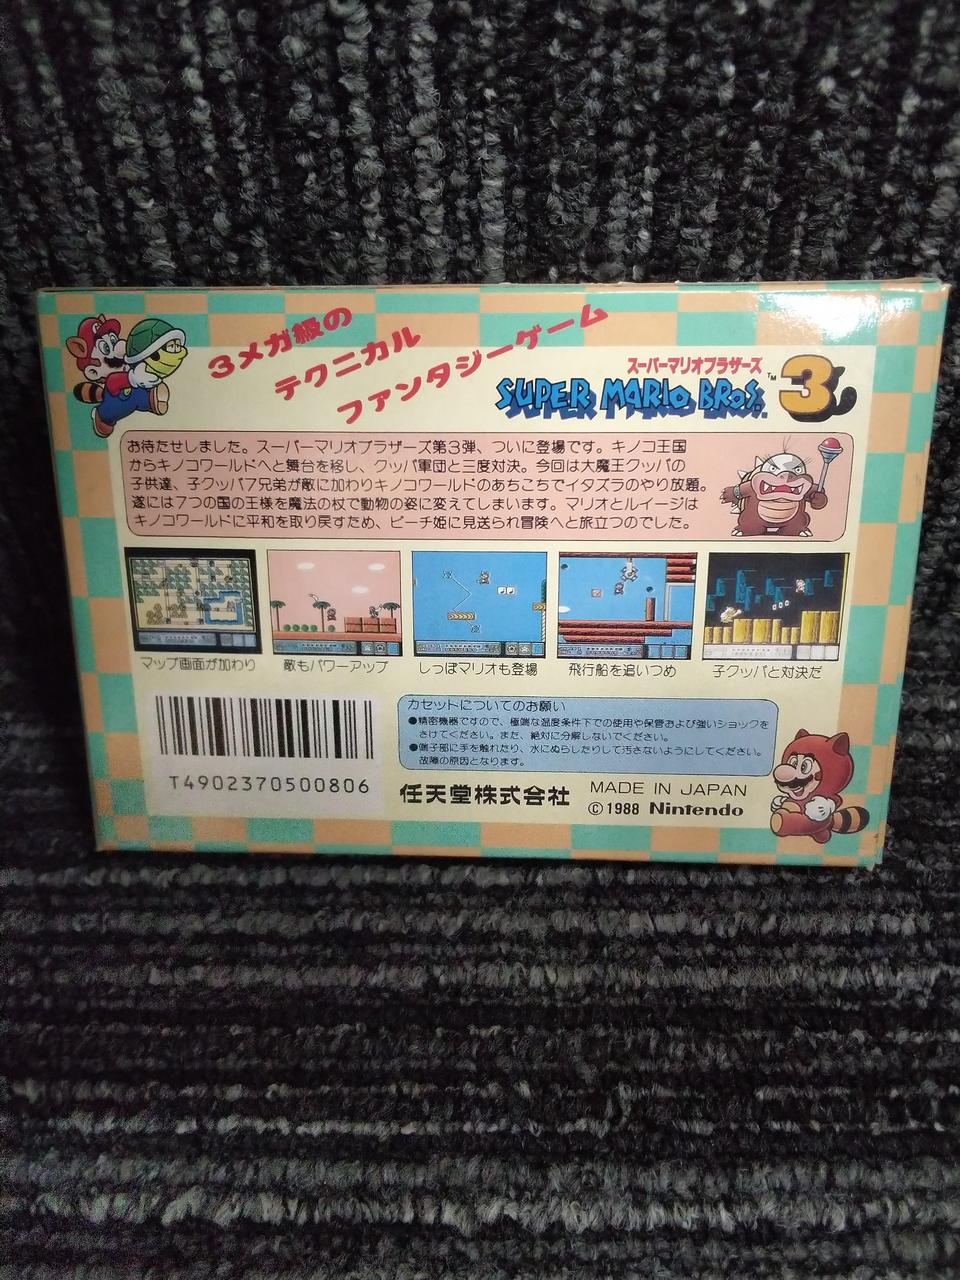 3メガ級の
テクニカル
ファンタジーゲーム
スーパーマリオブラザーズ
SUPER MARIO BROS.™ 3
お待たせしました。スーパーマリオブラザーズ第3弾、ついに登場です。キノコ王国
からキノコワールドへと舞台を移し、クッパ軍団と三度対決。今回は大魔王クッパの
子供達、子クッパ7兄弟が敵に加わりキノコワールドのあちこちでイタズラのやり放題。
遂には7つの国の王様を魔法の杖で動物の姿に変えてしまいます。マリオとルイージは
キノコワールドに平和を取り戻すため、ピーチ姫に見送られ冒険へと旅立つのでした。
マップ画面が加わり
敵もパワーアップ
しっぽマリオも登場
飛行船を追いつめ
子クッパと対決だ
T4902370500806
カセットについてのお願い
●精密機器ですので、極端な温度条件下での使用や保管および強いショックを
さけてください。また、絶対に分解しないでください。
●端子部に手を触れたり、水にぬらしたりして汚さないようにしてください。
故障の原因となります。
任天堂株式会社
MADE IN JAPAN
©1988 Nintendo